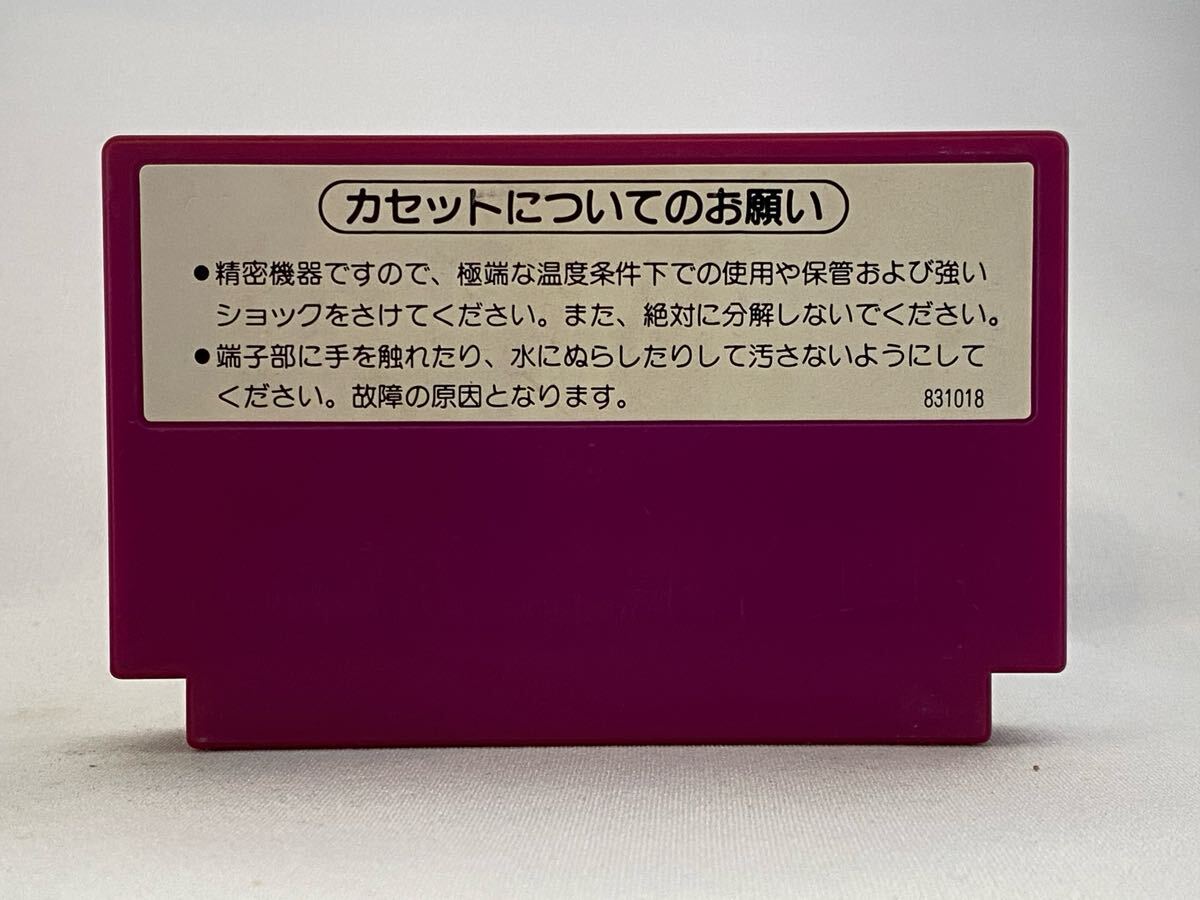 カセットについてのお願い
●精密機器ですので、極端な温度条件下での使用や保管および強い
ショックをさけてください。また、絶対に分解しないでください。
●端子部に手を触れたり、水にぬらしたりして汚さないようにして
ください。故障の原因となります。 831018